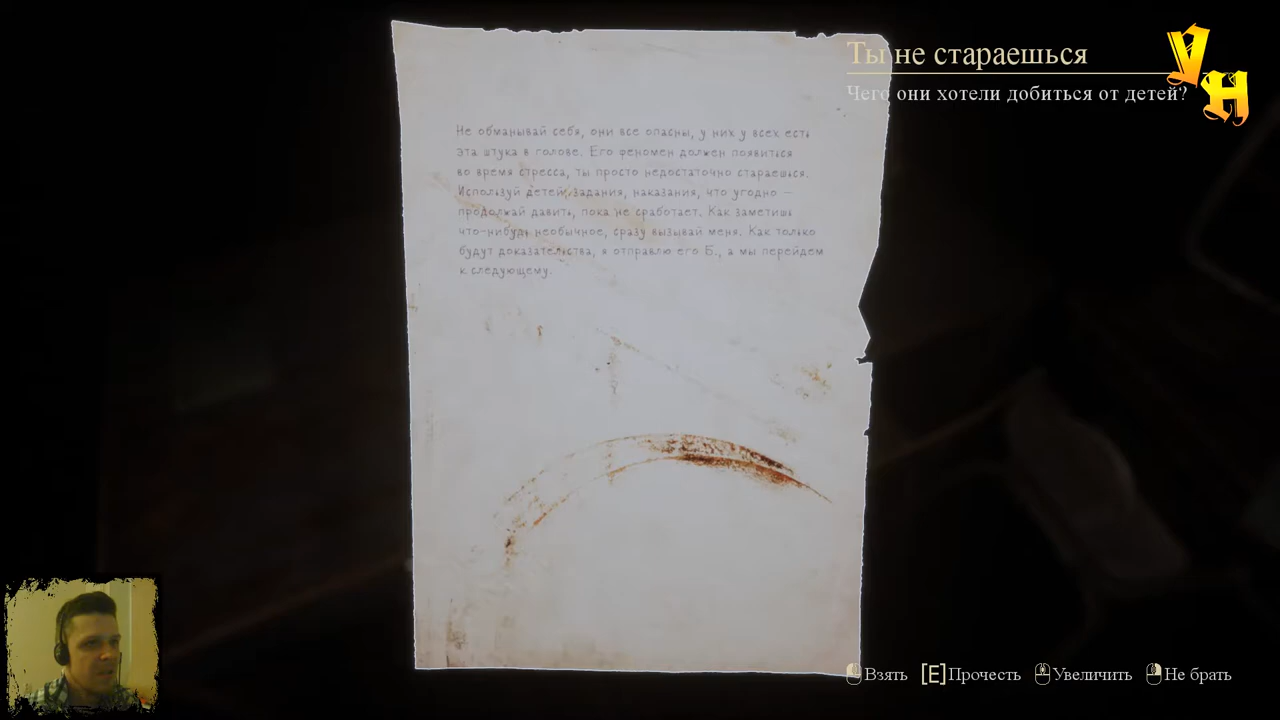 Ты не стараешься
Чего они хотели добиться от детей?
УН
Не обманывай себя, они все опасны, у них у всех есть
эта штука в голове. Его феномен должен появиться
во время стресса, ты просто недостаточно стараешься.
Используй детей, задания, наказания, что угодно —
продолжай давить, пока не сработает. Как заметишь
что-нибудь необычное, сразу вызывай меня. Как только
будут доказательства, я отправлю его Б., а мы перейдем
к следующему.
Взять [E]Прочесть Увеличить Не брать